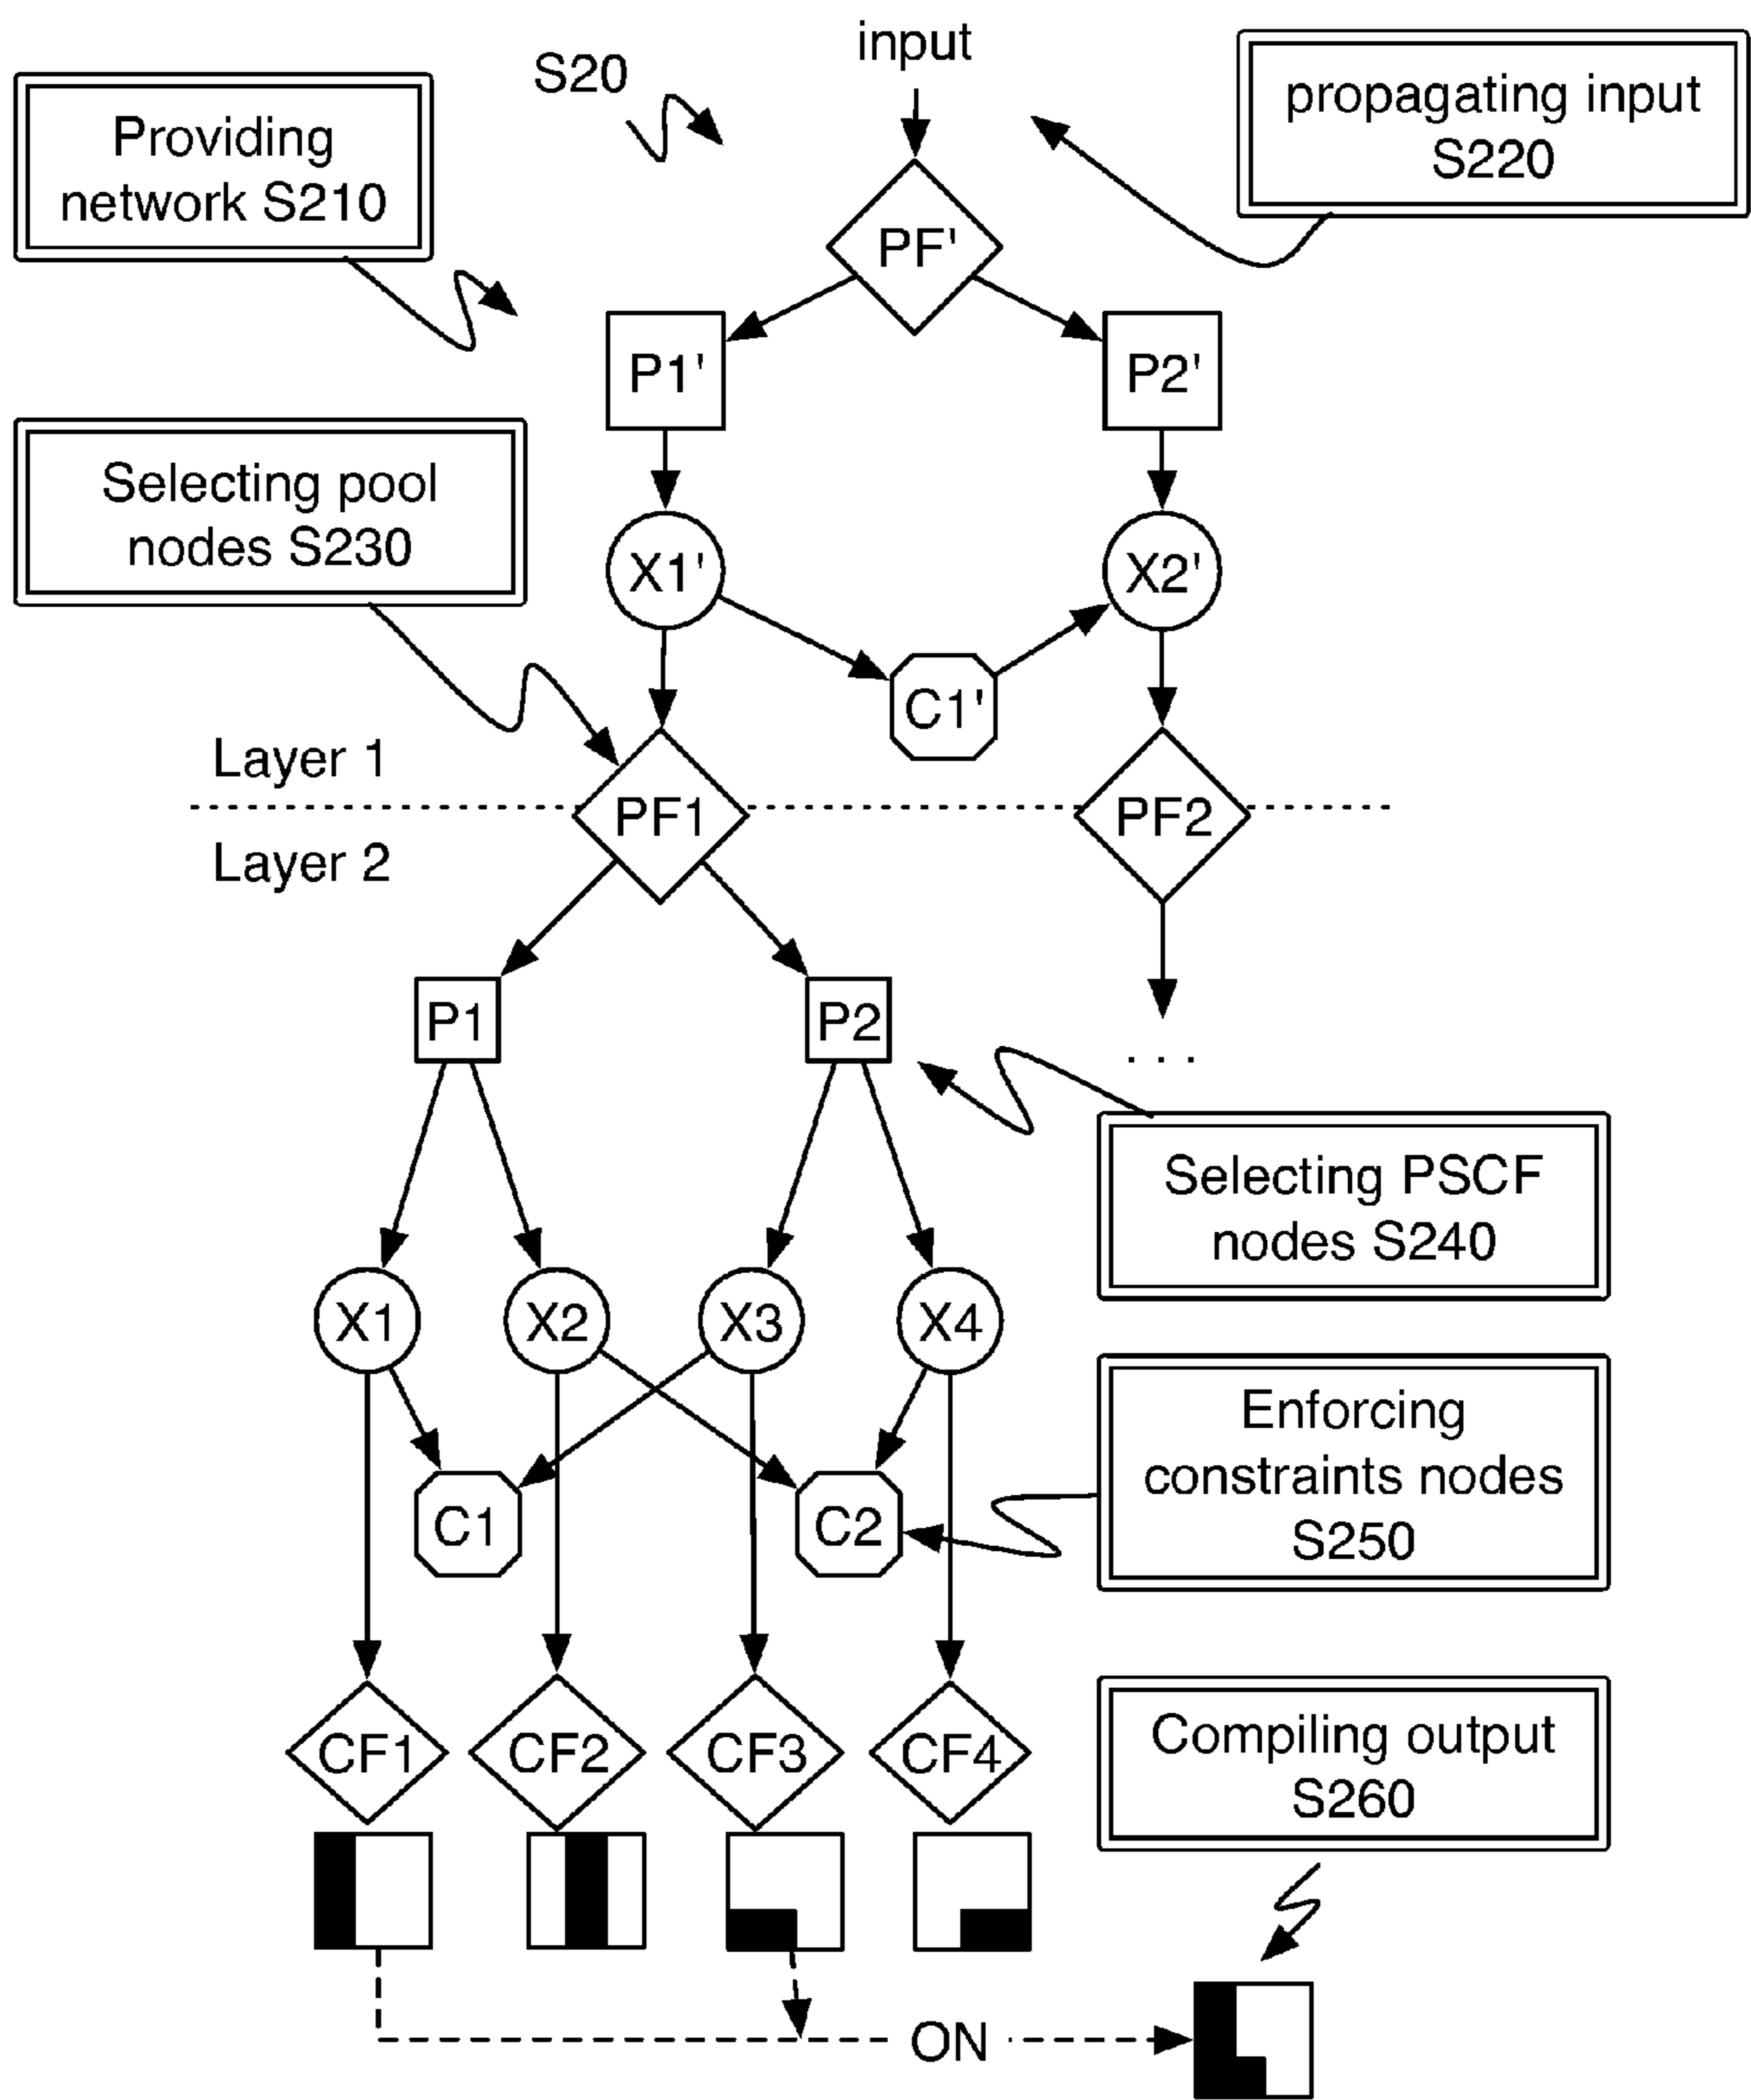 input
S20
propagating input
S220
Providing
network S210
PF'
P1'
P2'
Selecting pool
nodes S230
X1'
X2'
C1'
Layer 1
PF1
PF2
Layer 2
P1
P2
. . .
Selecting PSCF
nodes S240
X1
X2
X3
X4
Enforcing
constraints nodes
S250
C1
C2
Compiling output
S260
CF1
CF2
CF3
CF4
ON